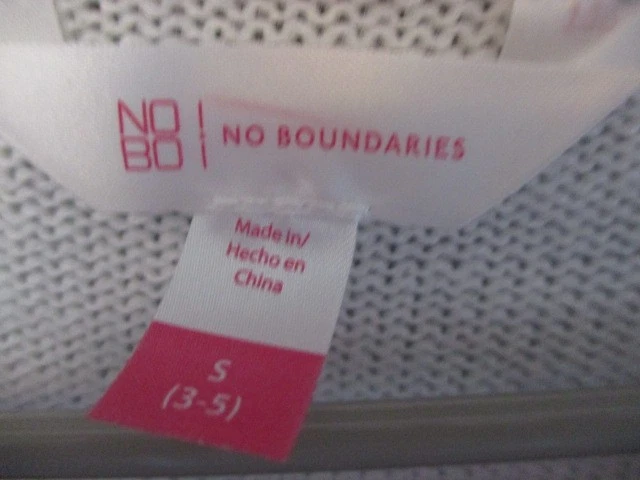 NO
BO
NO BOUNDARIES
Made in/
Hecho en
China
S
(3-5)